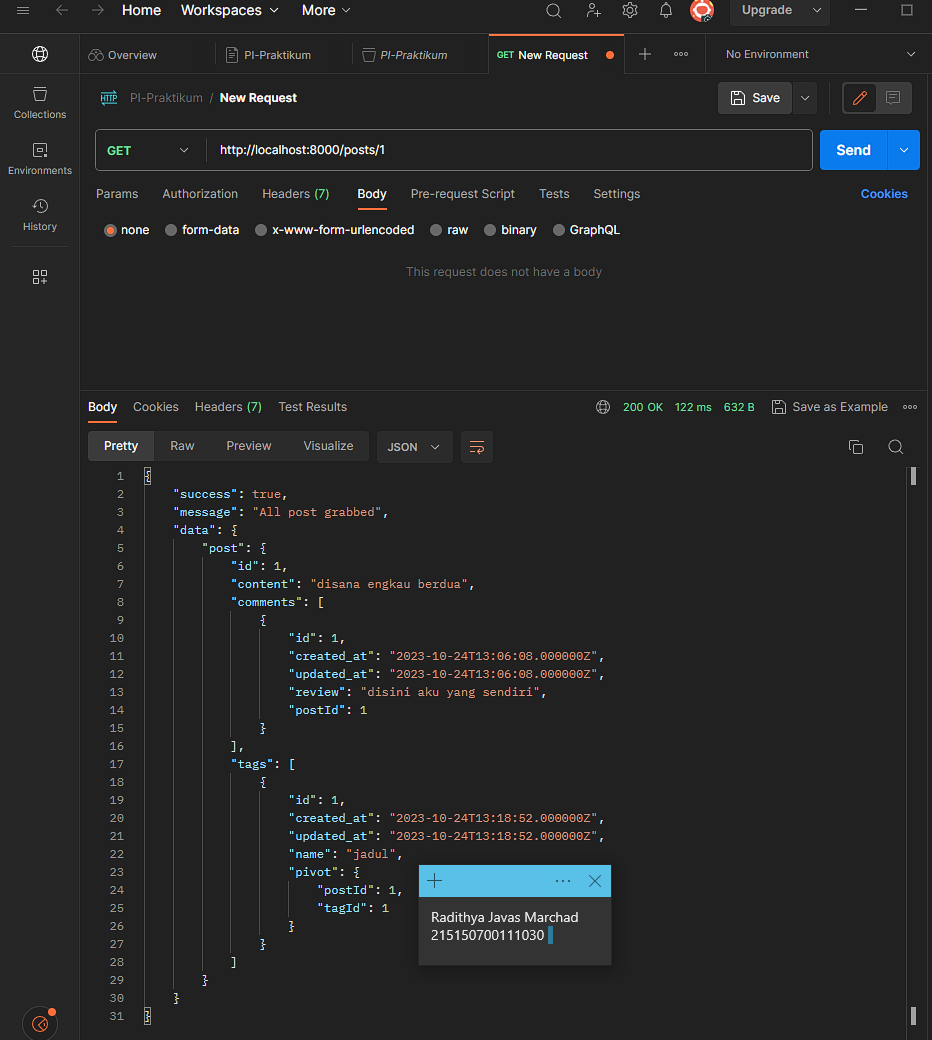 Home Workspaces More Upgrade
Overview PI-Praktikum PI-Praktikum GET New Request No Environment
HTTP PI-Praktikum / New Request Save
Collections
GET http://localhost:8000/posts/1 Send
Environments
Params Authorization Headers (7) Body Pre-request Script Tests Settings Cookies
History
none form-data x-www-form-urlencoded raw binary GraphQL
This request does not have a body
Body Cookies Headers (7) Test Results 200 OK 122 ms 632 B Save as Example
Pretty Raw Preview Visualize JSON
1 {
2 "success": true,
3 "message": "All post grabbed",
4 "data": {
5 "post": {
6 "id": 1,
7 "content": "disana engkau berdua",
8 "comments": [
9 {
10 "id": 1,
11 "created_at": "2023-10-24T13:06:08.000000Z",
12 "updated_at": "2023-10-24T13:06:08.000000Z",
13 "review": "disini aku yang sendiri",
14 "postId": 1
15 }
16 ],
17 "tags": [
18 {
19 "id": 1,
20 "created_at": "2023-10-24T13:18:52.000000Z",
21 "updated_at": "2023-10-24T13:18:52.000000Z",
22 "name": "jadul",
23 "pivot": {
24 "postId": 1,
25 "tagId": 1
26 }
27 }
28 ]
29 }
30 }
31 }
Radithya Javas Marchad
215150700111030